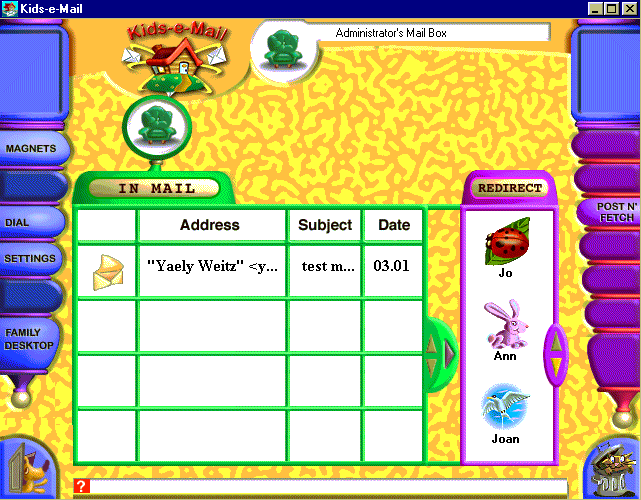 Kids-e-Mail
Kids-e-Mail
Administrator's Mail Box
MAGNETS
DIAL
SETTINGS
FAMILY
DESKTOP
IN MAIL
Address Subject Date
"Yaely Weitz" <y... test m... 03.01
REDIRECT
Jo
Ann
Joan
POST N'
FETCH
?